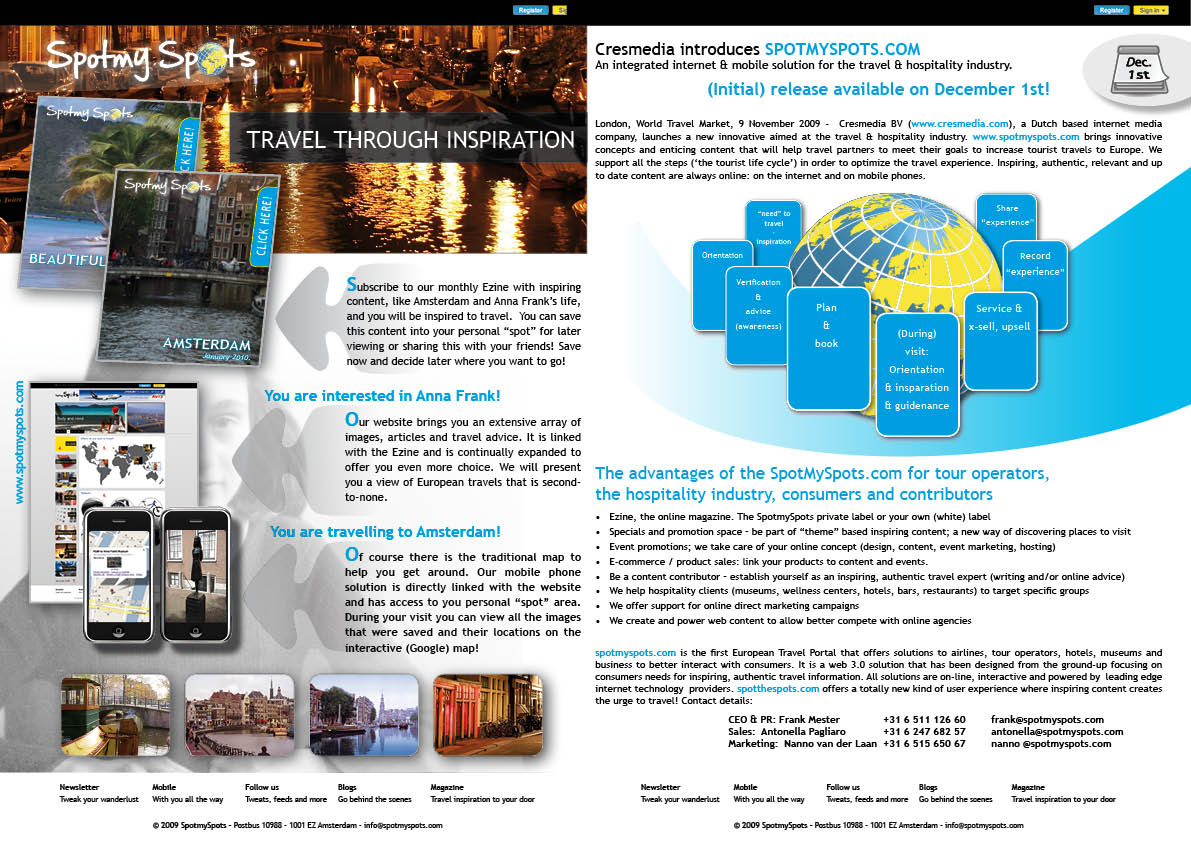 Register
Spotmy Spots
TRAVEL THROUGH INSPIRATION
Spotmy Spots
CK HERE!
BEAUTIFUL
Spotmy Spots
CLICK HERE!
AMSTERDAM
January 2010.
Subscribe to our monthly Ezine with inspiring
content, like Amsterdam and Anna Frank's life,
and you will be inspired to travel. You can save
this content into your personal "spot" for later
viewing or sharing this with your friends! Save
now and decide later where you want to go!
www.spotmyspots.com
You are interested in Anna Frank!
Our website brings you an extensive array of
images, articles and travel advice. It is linked
with the Ezine and is continually expanded to
offer you even more choice. We will present
you a view of European travels that is second-
to-none.
You are travelling to Amsterdam!
Of course there is the traditional map to
help you get around. Our mobile phone
solution is directly linked with the website
and has access to you personal "spot" area.
During your visit you can view all the images
that were saved and their locations on the
interactive (Google) map!
Newsletter Mobile Follow us Blogs Magazine
Tweak your wanderlust With you all the way Tweats, feeds and more Go behind the scenes Travel inspiration to your door
© 2009 SpotmySpots - Postbus 10988 - 1001 EZ Amsterdam - info@spotmyspots.com
Register Sign in
Cresmedia introduces SPOTMYSPOTS.COM
An integrated internet & mobile solution for the travel & hospitality industry.
Dec.
1st
(Initial) release available on December 1st!
London, World Travel Market, 9 November 2009 - Cresmedia BV (www.cresmedia.com), a Dutch based internet media
company, launches a new innovative aimed at the travel & hospitality industry. www.spotmyspots.com brings innovative
concepts and enticing content that will help travel partners to meet their goals to increase tourist travels to Europe. We
support all the steps ('the tourist life cycle') in order to optimize the travel experience. Inspiring, authentic, relevant and up
to date content are always online: on the internet and on mobile phones.
Orientation
"need" to
travel
-
inspiration
Verification
&
advice
(awareness)
Plan
&
book
(During)
visit:
Orientation
& insparation
& guidenance
Service &
x-sell, upsell
Record
"experience"
Share
"experience"
The advantages of the SpotMySpots.com for tour operators,
the hospitality industry, consumers and contributors
• Ezine, the online magazine. The SpotmySpots private label or your own (white) label
• Specials and promotion space - be part of "theme" based inspiring content; a new way of discovering places to visit
• Event promotions; we take care of your online concept (design, content, event marketing, hosting)
• E-commerce / product sales: link your products to content and events.
• Be a content contributor - establish yourself as an inspiring, authentic travel expert (writing and/or online advice)
• We help hospitality clients (museums, wellness centers, hotels, bars, restaurants) to target specific groups
• We offer support for online direct marketing campaigns
• We create and power web content to allow better compete with online agencies
spotmyspots.com is the first European Travel Portal that offers solutions to airlines, tour operators, hotels, museums and
business to better interact with consumers. It is a web 3.0 solution that has been designed from the ground-up focusing on
consumers needs for inspiring, authentic travel information. All solutions are on-line, interactive and powered by leading edge
internet technology providers. spotthespots.com offers a totally new kind of user experience where inspiring content creates
the urge to travel! Contact details:
CEO & PR: Frank Mester +31 6 511 126 60 frank@spotmyspots.com
Sales: Antonella Pagliaro +31 6 247 682 57 antonella@spotmyspots.com
Marketing: Nanno van der Laan +31 6 515 650 67 nanno @spotmyspots.com
Newsletter Mobile Follow us Blogs Magazine
Tweak your wanderlust With you all the way Tweats, feeds and more Go behind the scenes Travel inspiration to your door
© 2009 SpotmySpots - Postbus 10988 - 1001 EZ Amsterdam - info@spotmyspots.com